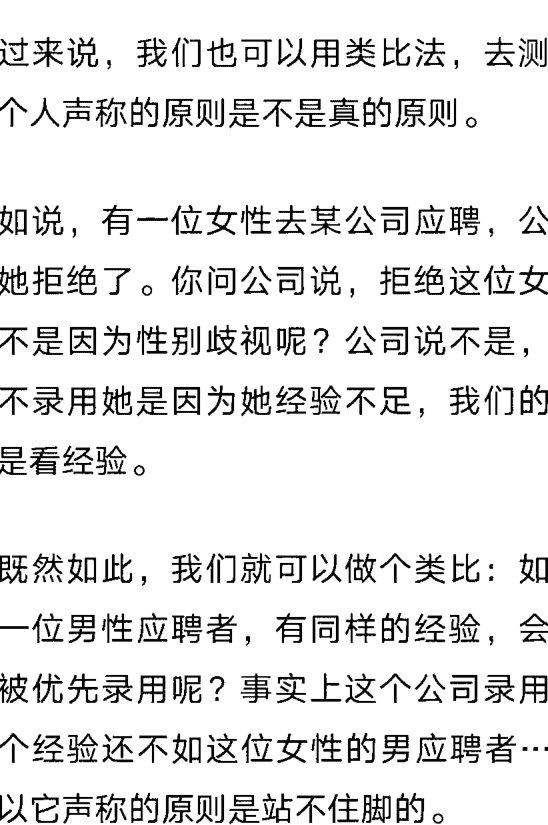 过来说，我们也可以用类比法，去测
个人声称的原则是不是真的原则。
如说，有一位女性去某公司应聘，公
她拒绝了。你问公司说，拒绝这位女
不是因为性别歧视呢？公司说不是，
不录用她是因为她经验不足，我们的
是看经验。
既然如此，我们就可以做个类比：如
一位男性应聘者，有同样的经验，会
被优先录用呢？事实上这个公司录用
个经验还不如这位女性的男应聘者…
以它声称的原则是站不住脚的。